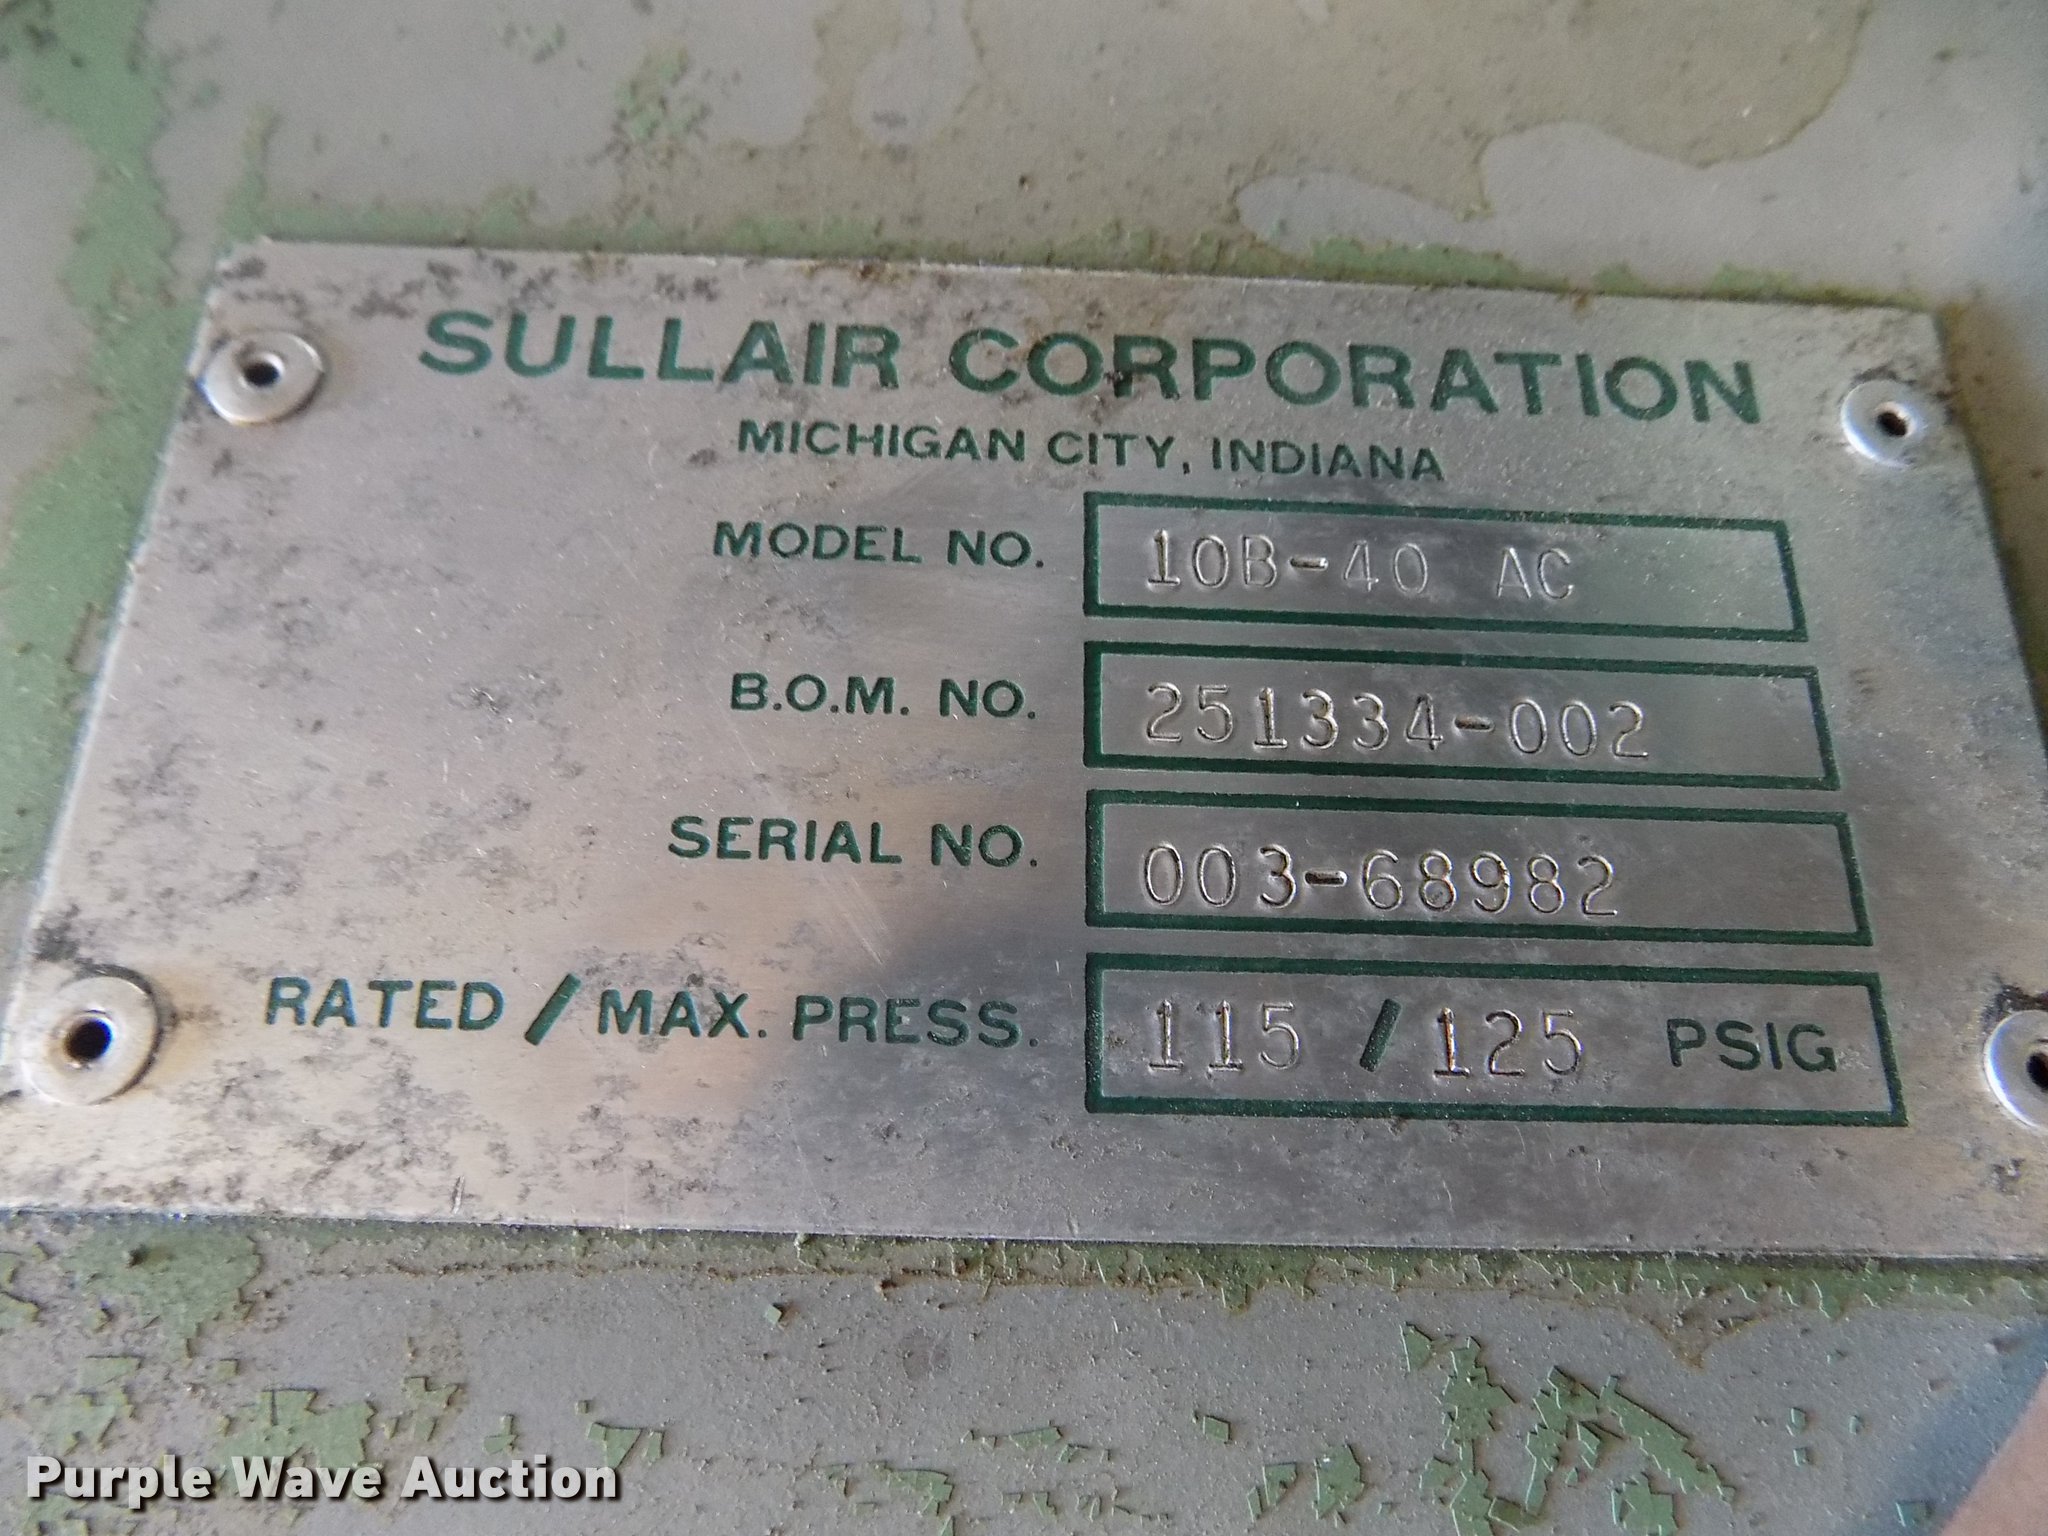 SULLAIR CORPORATION
MICHIGAN CITY, INDIANA
MODEL NO. 10B-40 AC
B.O.M. NO. 251334-002
SERIAL NO. 003-68982
RATED / MAX. PRESS. 115 / 125 PSIG
Purple Wave Auction